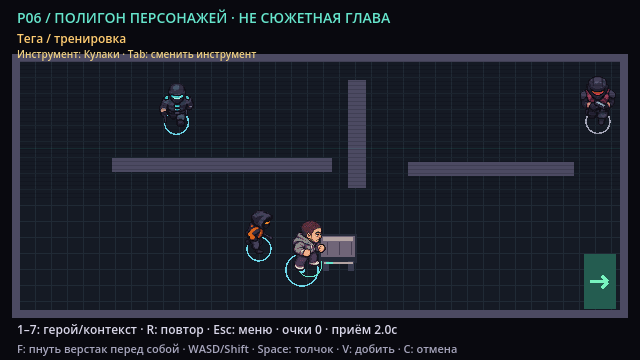 P06 / ПОЛИГОН ПЕРСОНАЖЕЙ · НЕ СЮЖЕТНАЯ ГЛАВА
Тега / тренировка
Инструмент: Кулаки · Tab: сменить инструмент
1–7: герой/контекст · R: повтор · Esc: меню · очки 0 · приём 2.0с
F: пнуть верстак перед собой · WASD/Shift · Space: толчок · V: добить · C: отмена